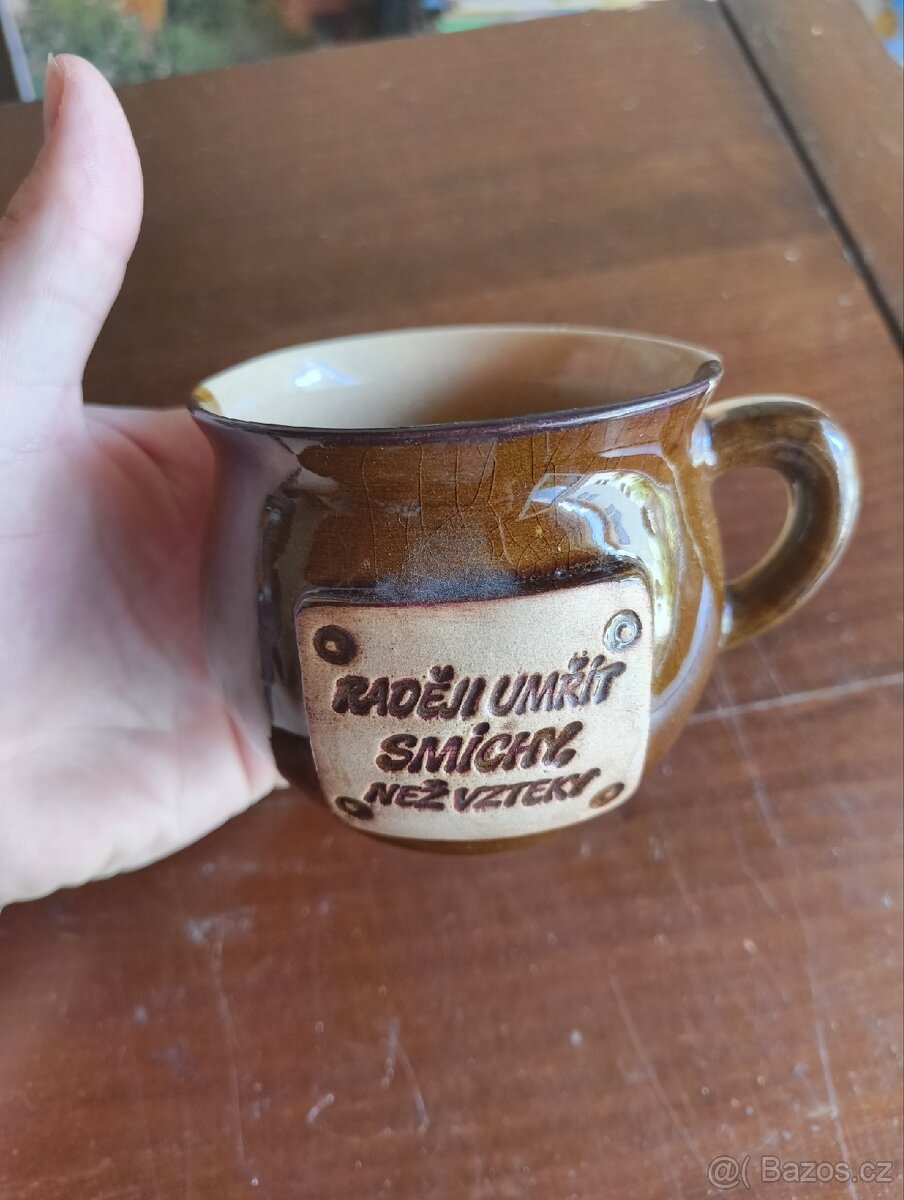 RADĚJI UMŘÍT
SMÍCHY,
NEŽ VZTEKY
@( Bazos.cz